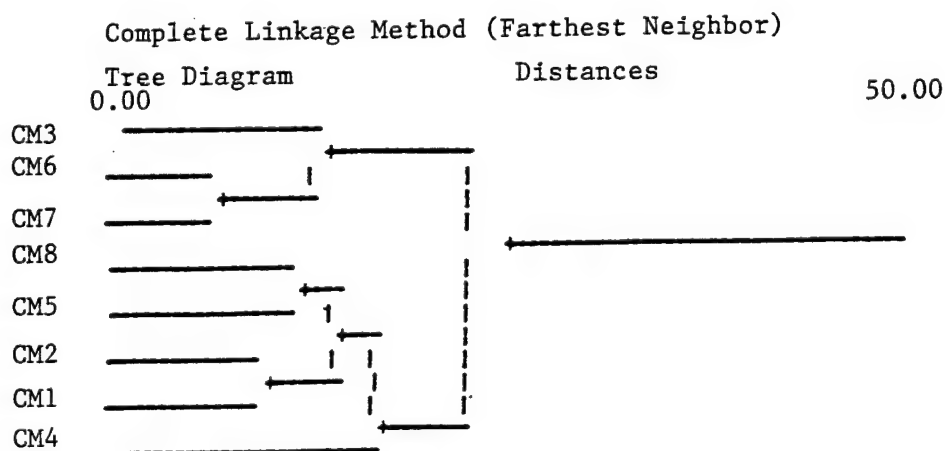 Complete Linkage Method (Farthest Neighbor)
Tree Diagram Distances
0.00 50.00
CM3
CM6
CM7
CM8
CM5
CM2
CM1
CM4